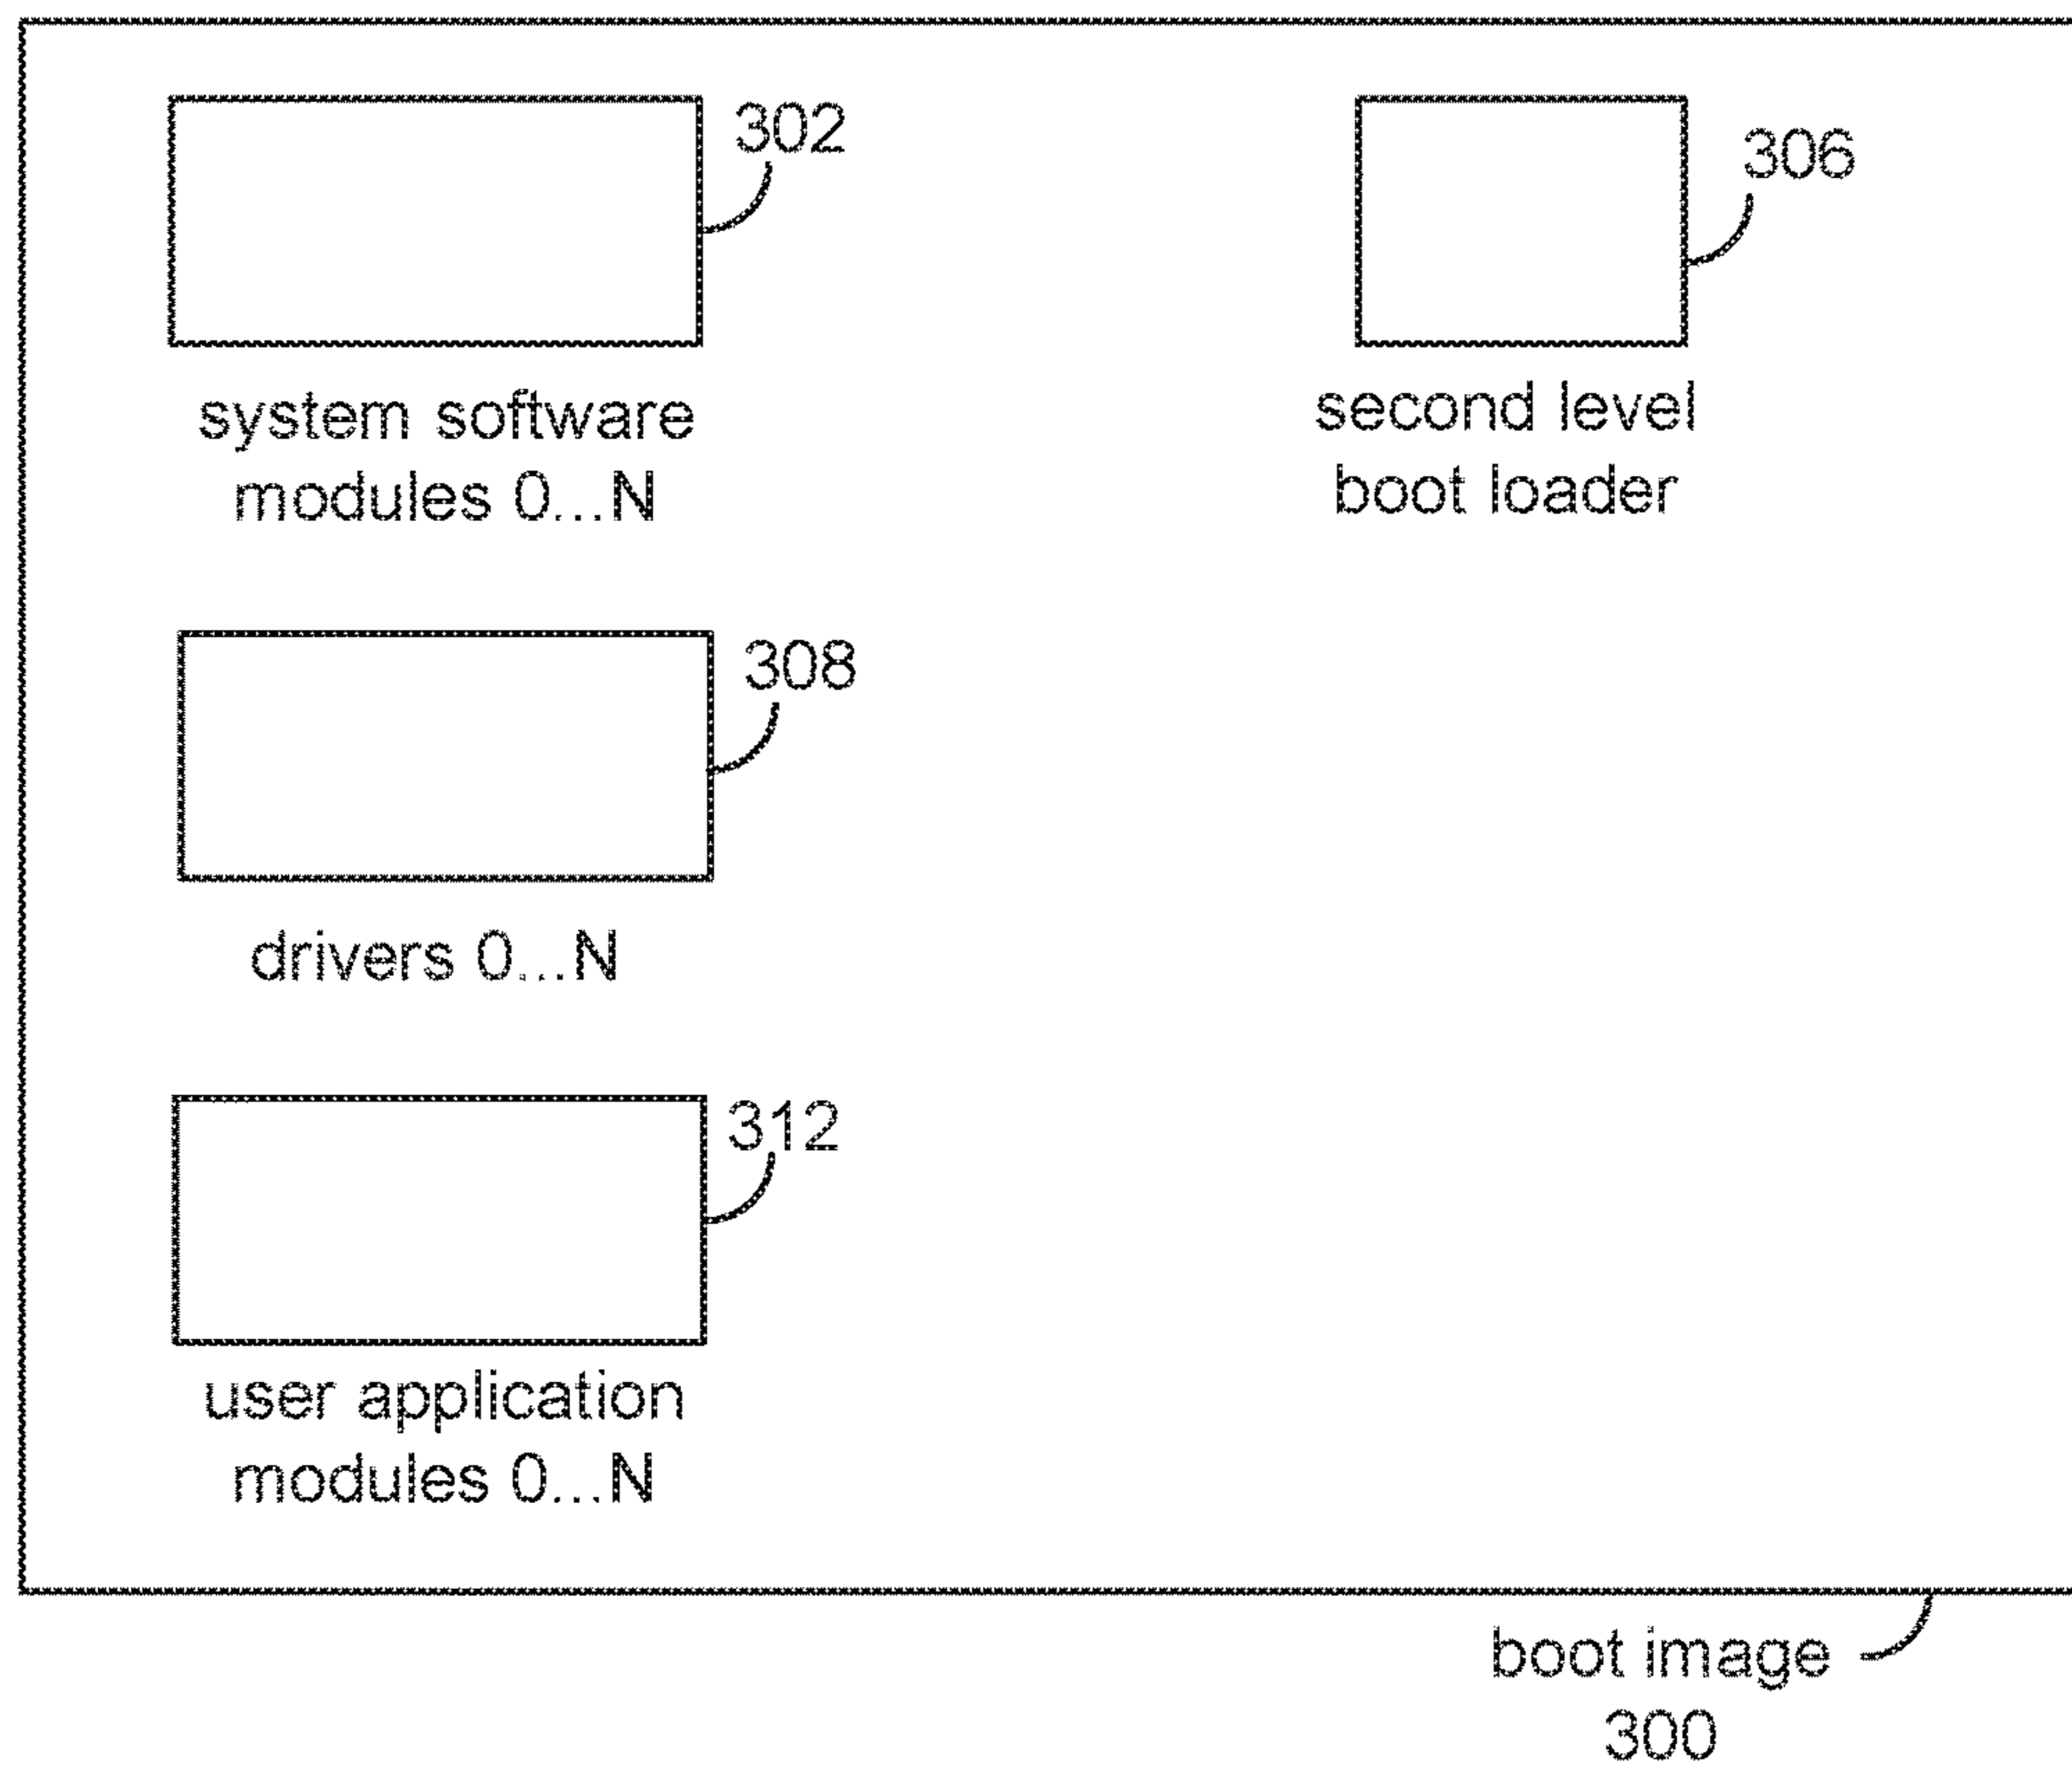 302
306
system software
modules 0...N
second level
boot loader
308
drivers 0...N
312
user application
modules 0...N
boot image
300